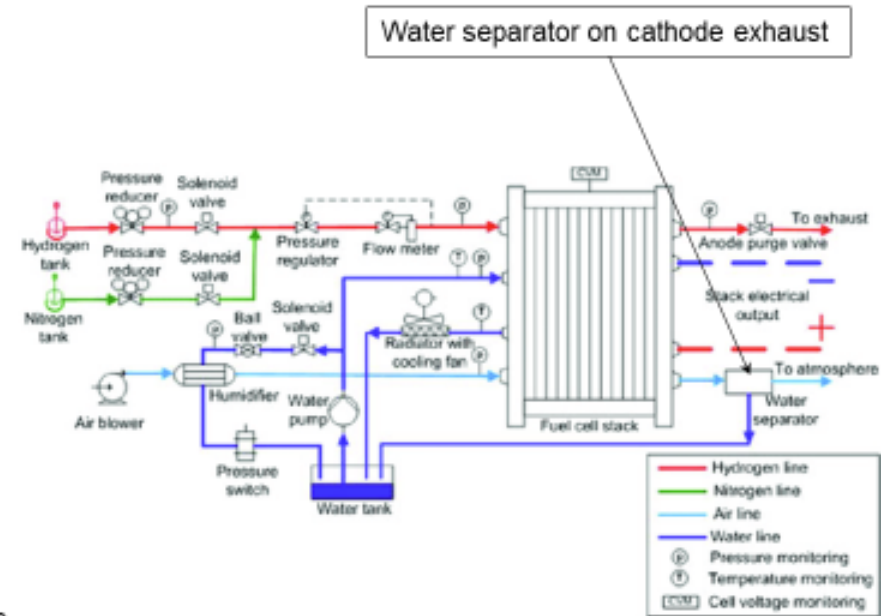 Water separator on cathode exhaust
Pressure
reducer
Solenoid
valve
CVM
P
P
Hydrogen
tank
Pressure
reducer
Solenoid
valve
Pressure
regulator
Flow meter
P
To exhaust
Anode purge valve
T
P
Nitrogen
tank
Ball
valve
Solenoid
valve
P
T
Stack electrical
output
Radiator with
cooling fan
P
To atmosphere
Air blower
Humidifier
Water
pump
Water
separator
Fuel cell stack
Pressure
switch
Water tank
Hydrogen line
Nitrogen line
Air line
Water line
P Pressure monitoring
T Temperature monitoring
CVM Cell voltage monitoring